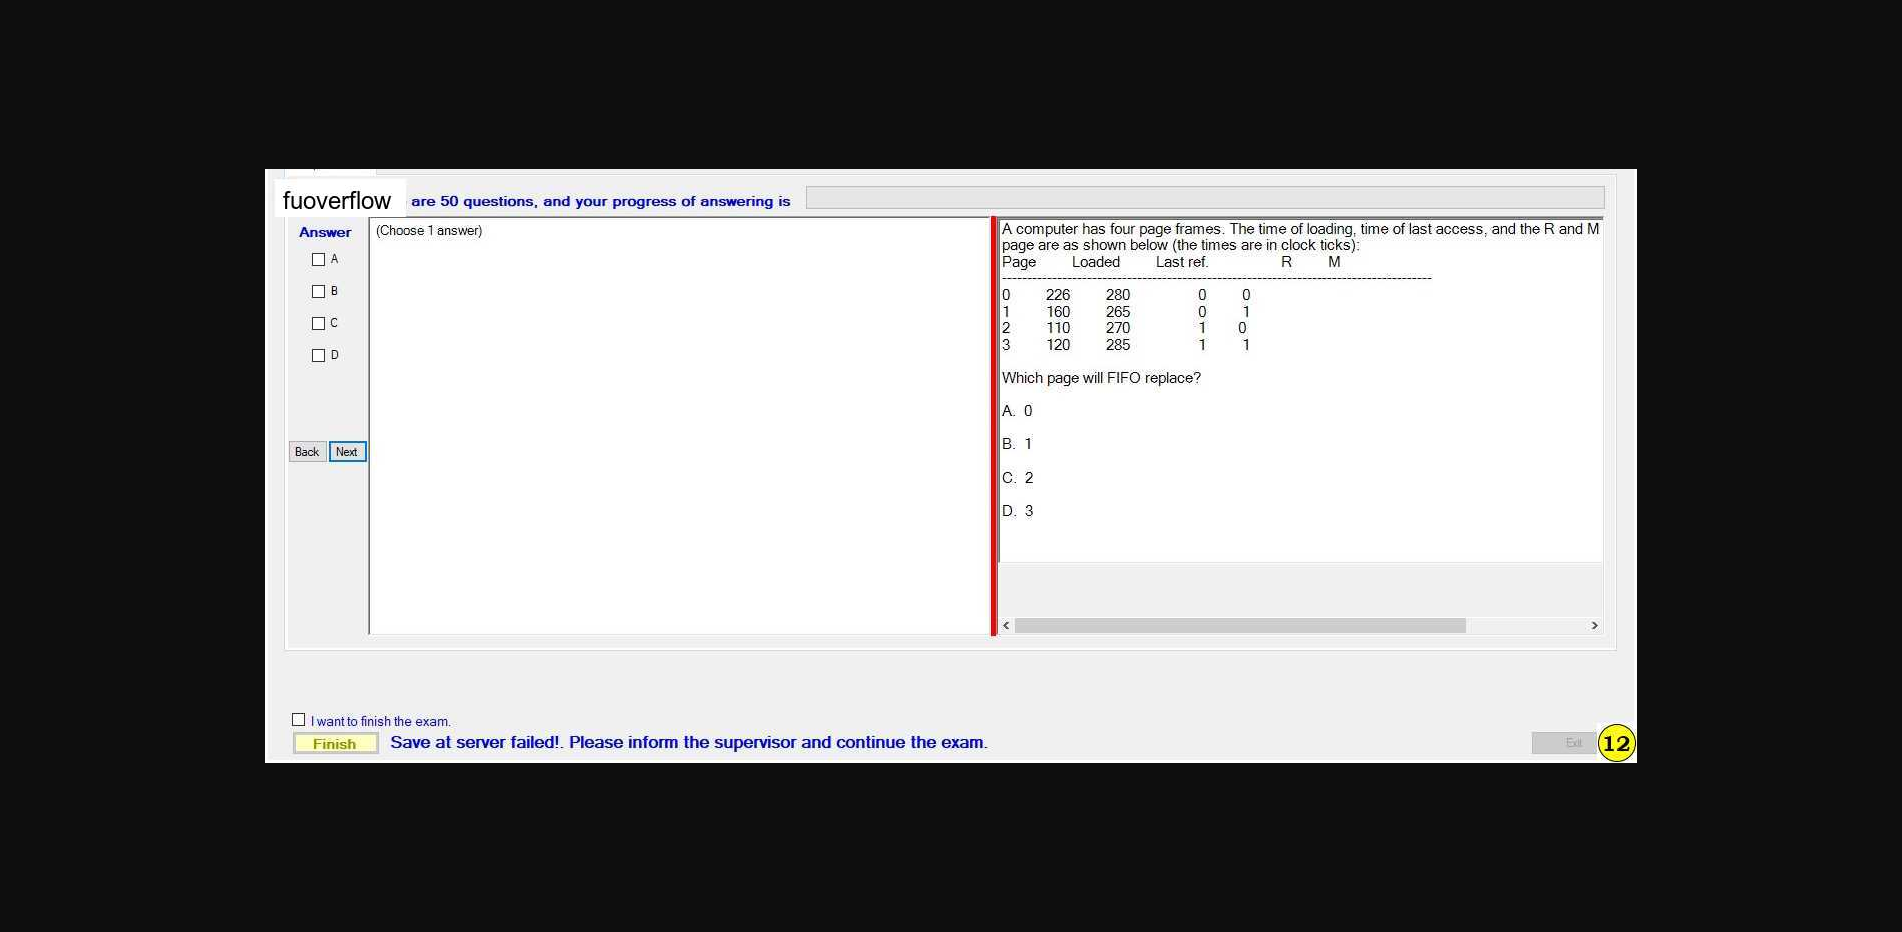 fuoverflow are 50 questions, and your progress of answering is
Answer
A
B
C
D
Back Next
(Choose 1 answer)
A computer has four page frames. The time of loading, time of last access, and the R and M
page are as shown below (the times are in clock ticks):
Page Loaded Last ref. R M
--------------------------------------------------------------------------------------
0 226 280 0 0
1 160 265 0 1
2 110 270 1 0
3 120 285 1 1
Which page will FIFO replace?
A. 0
B. 1
C. 2
D. 3
I want to finish the exam.
Finish Save at server failed!. Please inform the supervisor and continue the exam.
Exit 12